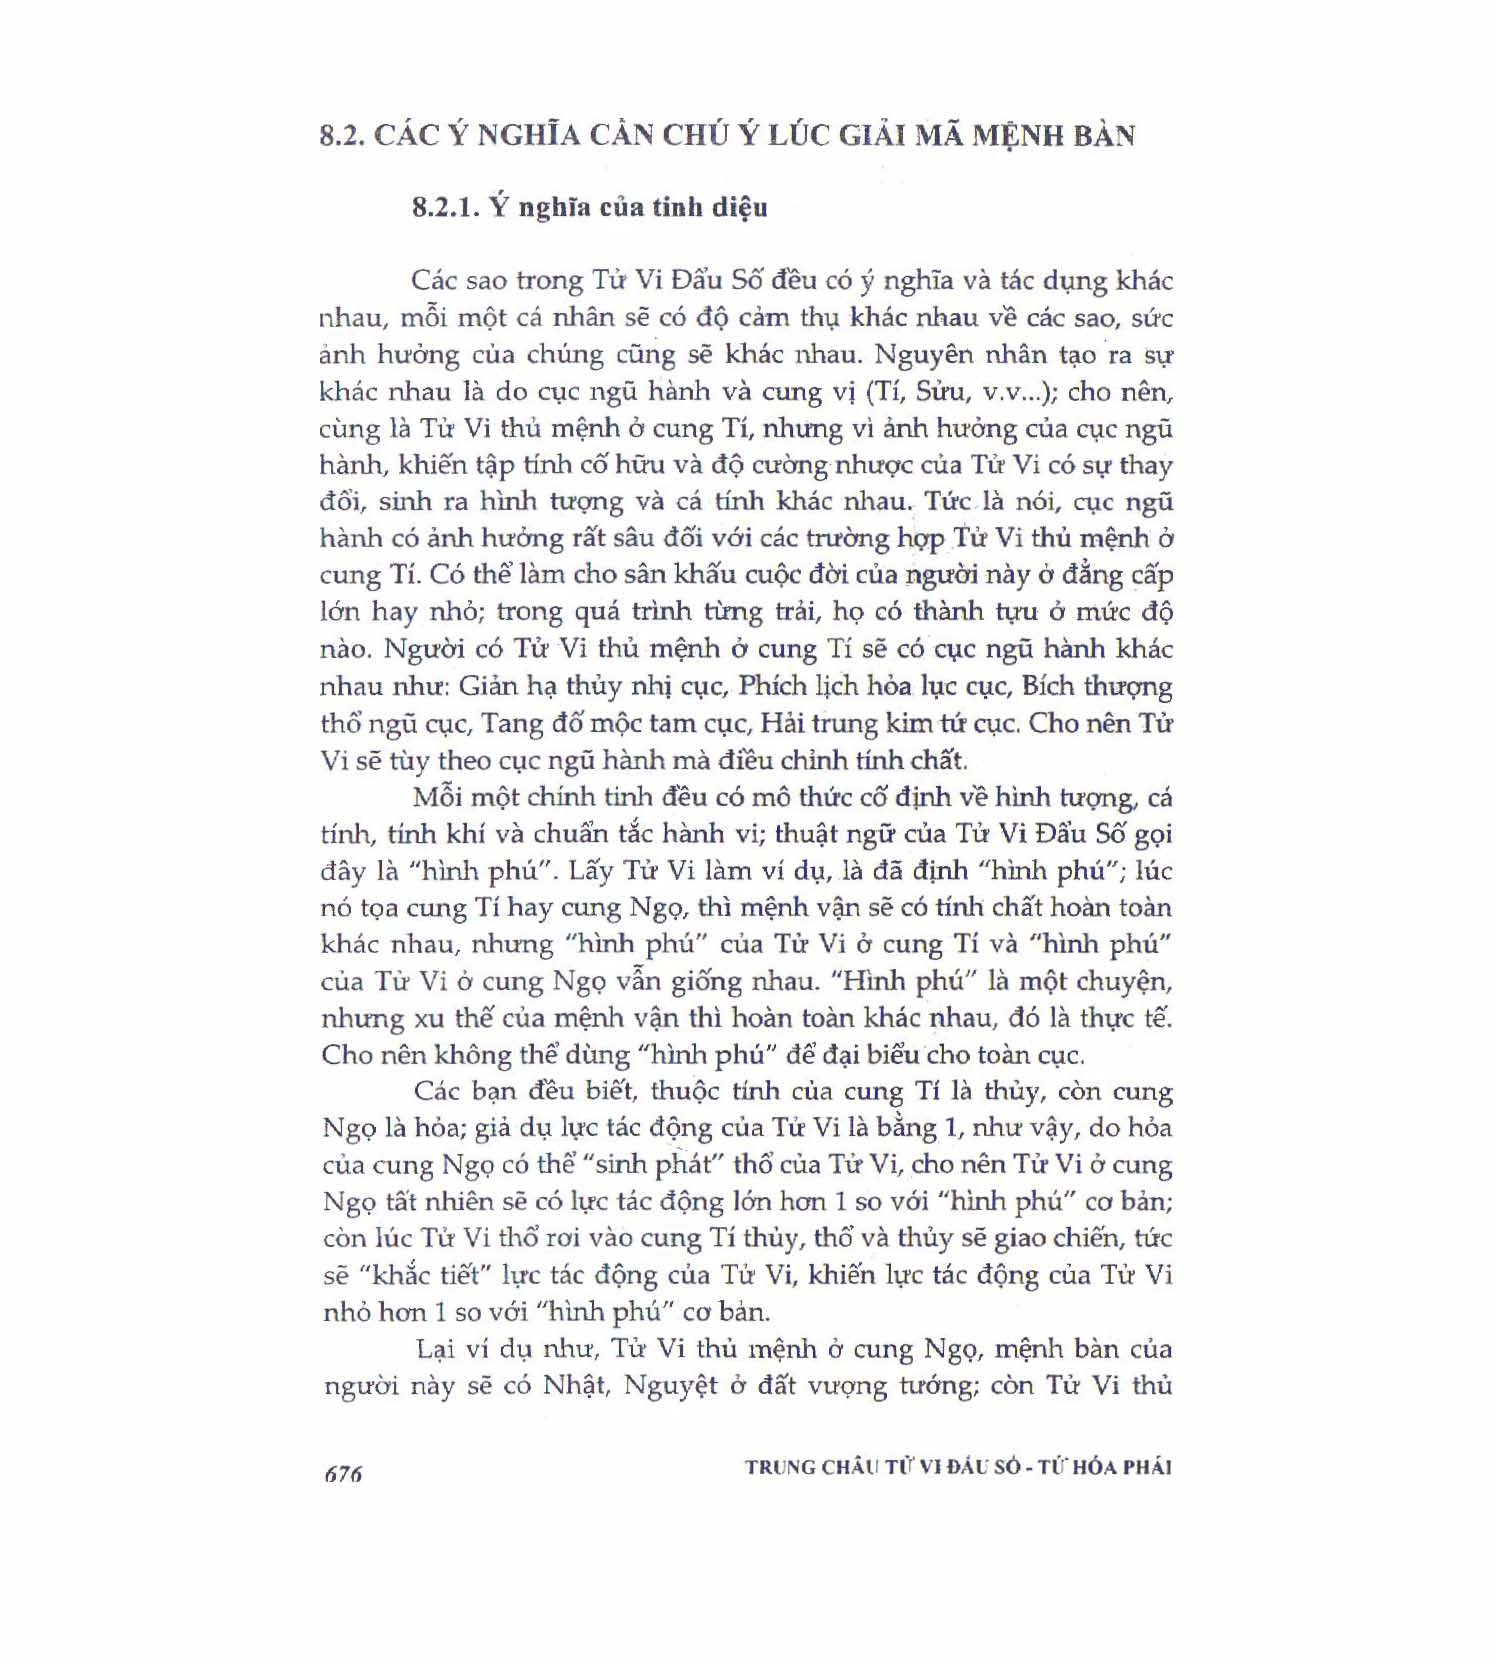 8.2. CÁC Ý NGHĨA CẦN CHÚ Ý LÚC GIẢI MÃ MỆNH BÀN
8.2.1. Ý nghĩa của tinh diệu
Các sao trong Tử Vi Đẩu Số đều có ý nghĩa và tác dụng khác
nhau, mỗi một cá nhân sẽ có độ cảm thụ khác nhau về các sao, sức
ảnh hưởng của chúng cũng sẽ khác nhau. Nguyên nhân tạo ra sự
khác nhau là do cục ngũ hành và cung vị (Tí, Sửu, v.v...); cho nên,
cùng là Tử Vi thủ mệnh ở cung Tí, nhưng vì ảnh hưởng của cục ngũ
hành, khiến tập tính cố hữu và độ cường nhược của Tử Vi có sự thay
đổi, sinh ra hình tượng và cá tính khác nhau. Tức là nói, cục ngũ
hành có ảnh hưởng rất sâu đối với các trường hợp Tử Vi thủ mệnh ở
cung Tí. Có thể làm cho sân khấu cuộc đời của người này ở đẳng cấp
lớn hay nhỏ; trong quá trình từng trải, họ có thành tựu ở mức độ
nào. Người có Tử Vi thủ mệnh ở cung Tí sẽ có cục ngũ hành khác
nhau như: Giản hạ thủy nhị cục, Phích lịch hỏa lục cục, Bích thượng
thổ ngũ cục, Tang đố mộc tam cục, Hải trung kim tứ cục. Cho nên Tử
Vi sẽ tùy theo cục ngũ hành mà điều chỉnh tính chất.
Mỗi một chính tinh đều có mô thức cố định về hình tượng, cá
tính, tính khí và chuẩn tắc hành vi; thuật ngữ của Tử Vi Đẩu Số gọi
đây là "hình phú". Lấy Tử Vi làm ví dụ, là đã định "hình phú"; lúc
nó tọa cung Tí hay cung Ngọ, thì mệnh vận sẽ có tính chất hoàn toàn
khác nhau, nhưng "hình phú" của Tử Vi ở cung Tí và "hình phú"
của Tử Vi ở cung Ngọ vẫn giống nhau. "Hình phú" là một chuyện,
nhưng xu thế của mệnh vận thì hoàn toàn khác nhau, đó là thực tế.
Cho nên không thể dùng "hình phú" để đại biểu cho toàn cục.
Các bạn đều biết, thuộc tính của cung Tí là thủy, còn cung
Ngọ là hỏa; giả dụ lực tác động của Tử Vi là bằng 1, như vậy, do hỏa
của cung Ngọ có thể "sinh phát" thổ của Tử Vi, cho nên Tử Vi ở cung
Ngọ tất nhiên sẽ có lực tác động lớn hơn 1 so với "hình phú" cơ bản;
còn lúc Tử Vi thổ rơi vào cung Tí thủy, thổ và thủy sẽ giao chiến, tức
sẽ "khắc tiết" lực tác động của Tử Vi, khiến lực tác động của Tử Vi
nhỏ hơn 1 so với "hình phú" cơ bản.
Lại ví dụ như, Tử Vi thủ mệnh ở cung Ngọ, mệnh bàn của
người này sẽ có Nhật, Nguyệt ở đất vượng tướng; còn Tử Vi thủ
676
TRUNG CHÂU TỬ VI ĐẨU SỐ - TỨ HÓA PHÁI